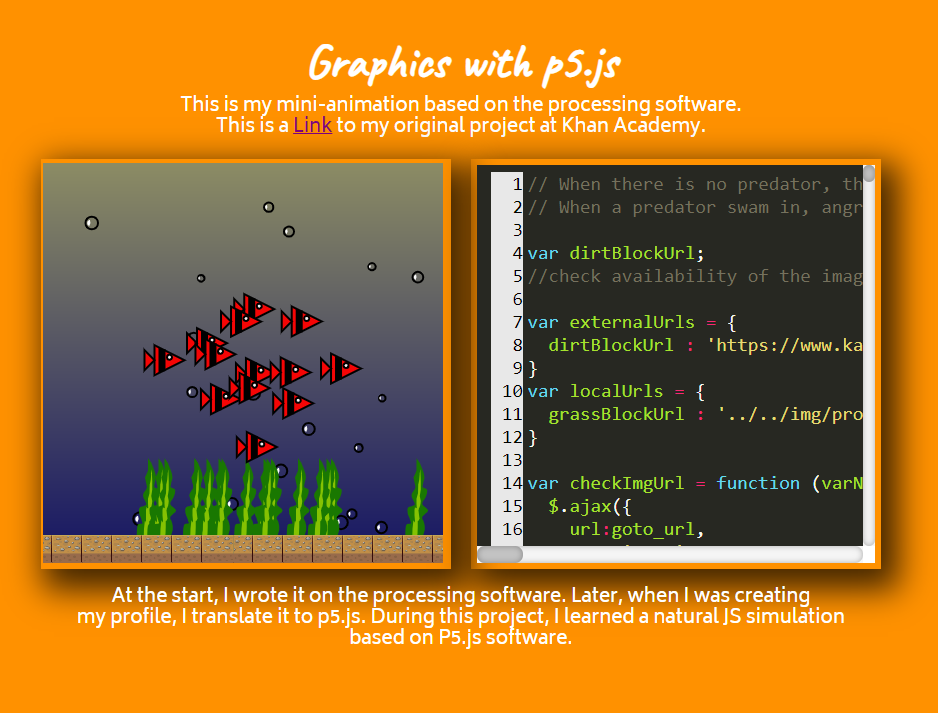 Graphics with p5.js
This is my mini-animation based on the processing software.
This is a Link to my original project at Khan Academy.
1 // When there is no predator, th
2 // When a predator swam in, angr
3
4 var dirtBlockUrl;
5 //check availability of the imag
6
7 var externalUrls = {
8 dirtBlockUrl : 'https://www.ka
9 }
10 var localUrls = {
11 grassBlockUrl : '../../img/pro
12 }
13
14 var checkImgUrl = function (varN
15 $.ajax({
16 url:goto_url,
At the start, I wrote it on the processing software. Later, when I was creating
my profile, I translate it to p5.js. During this project, I learned a natural JS simulation
based on P5.js software.